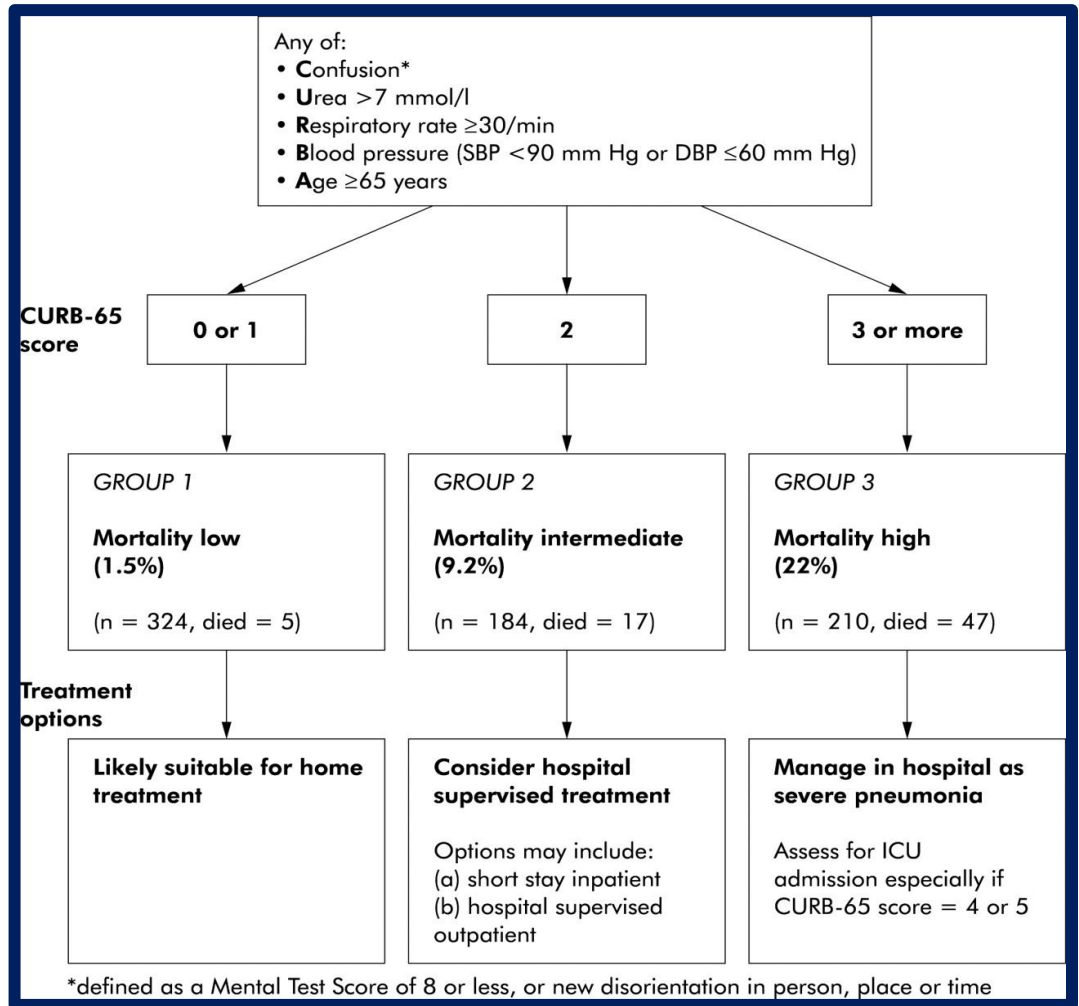 Any of:
• Confusion*
• Urea >7 mmol/l
• Respiratory rate ≥30/min
• Blood pressure (SBP <90 mm Hg or DBP ≤60 mm Hg)
• Age ≥65 years
CURB-65
score
0 or 1
2
3 or more
GROUP 1
Mortality low
(1.5%)
(n = 324, died = 5)
GROUP 2
Mortality intermediate
(9.2%)
(n = 184, died = 17)
GROUP 3
Mortality high
(22%)
(n = 210, died = 47)
Treatment
options
Likely suitable for home
treatment
Consider hospital
supervised treatment
Options may include:
(a) short stay inpatient
(b) hospital supervised
outpatient
Manage in hospital as
severe pneumonia
Assess for ICU
admission especially if
CURB-65 score = 4 or 5
*defined as a Mental Test Score of 8 or less, or new disorientation in person, place or time